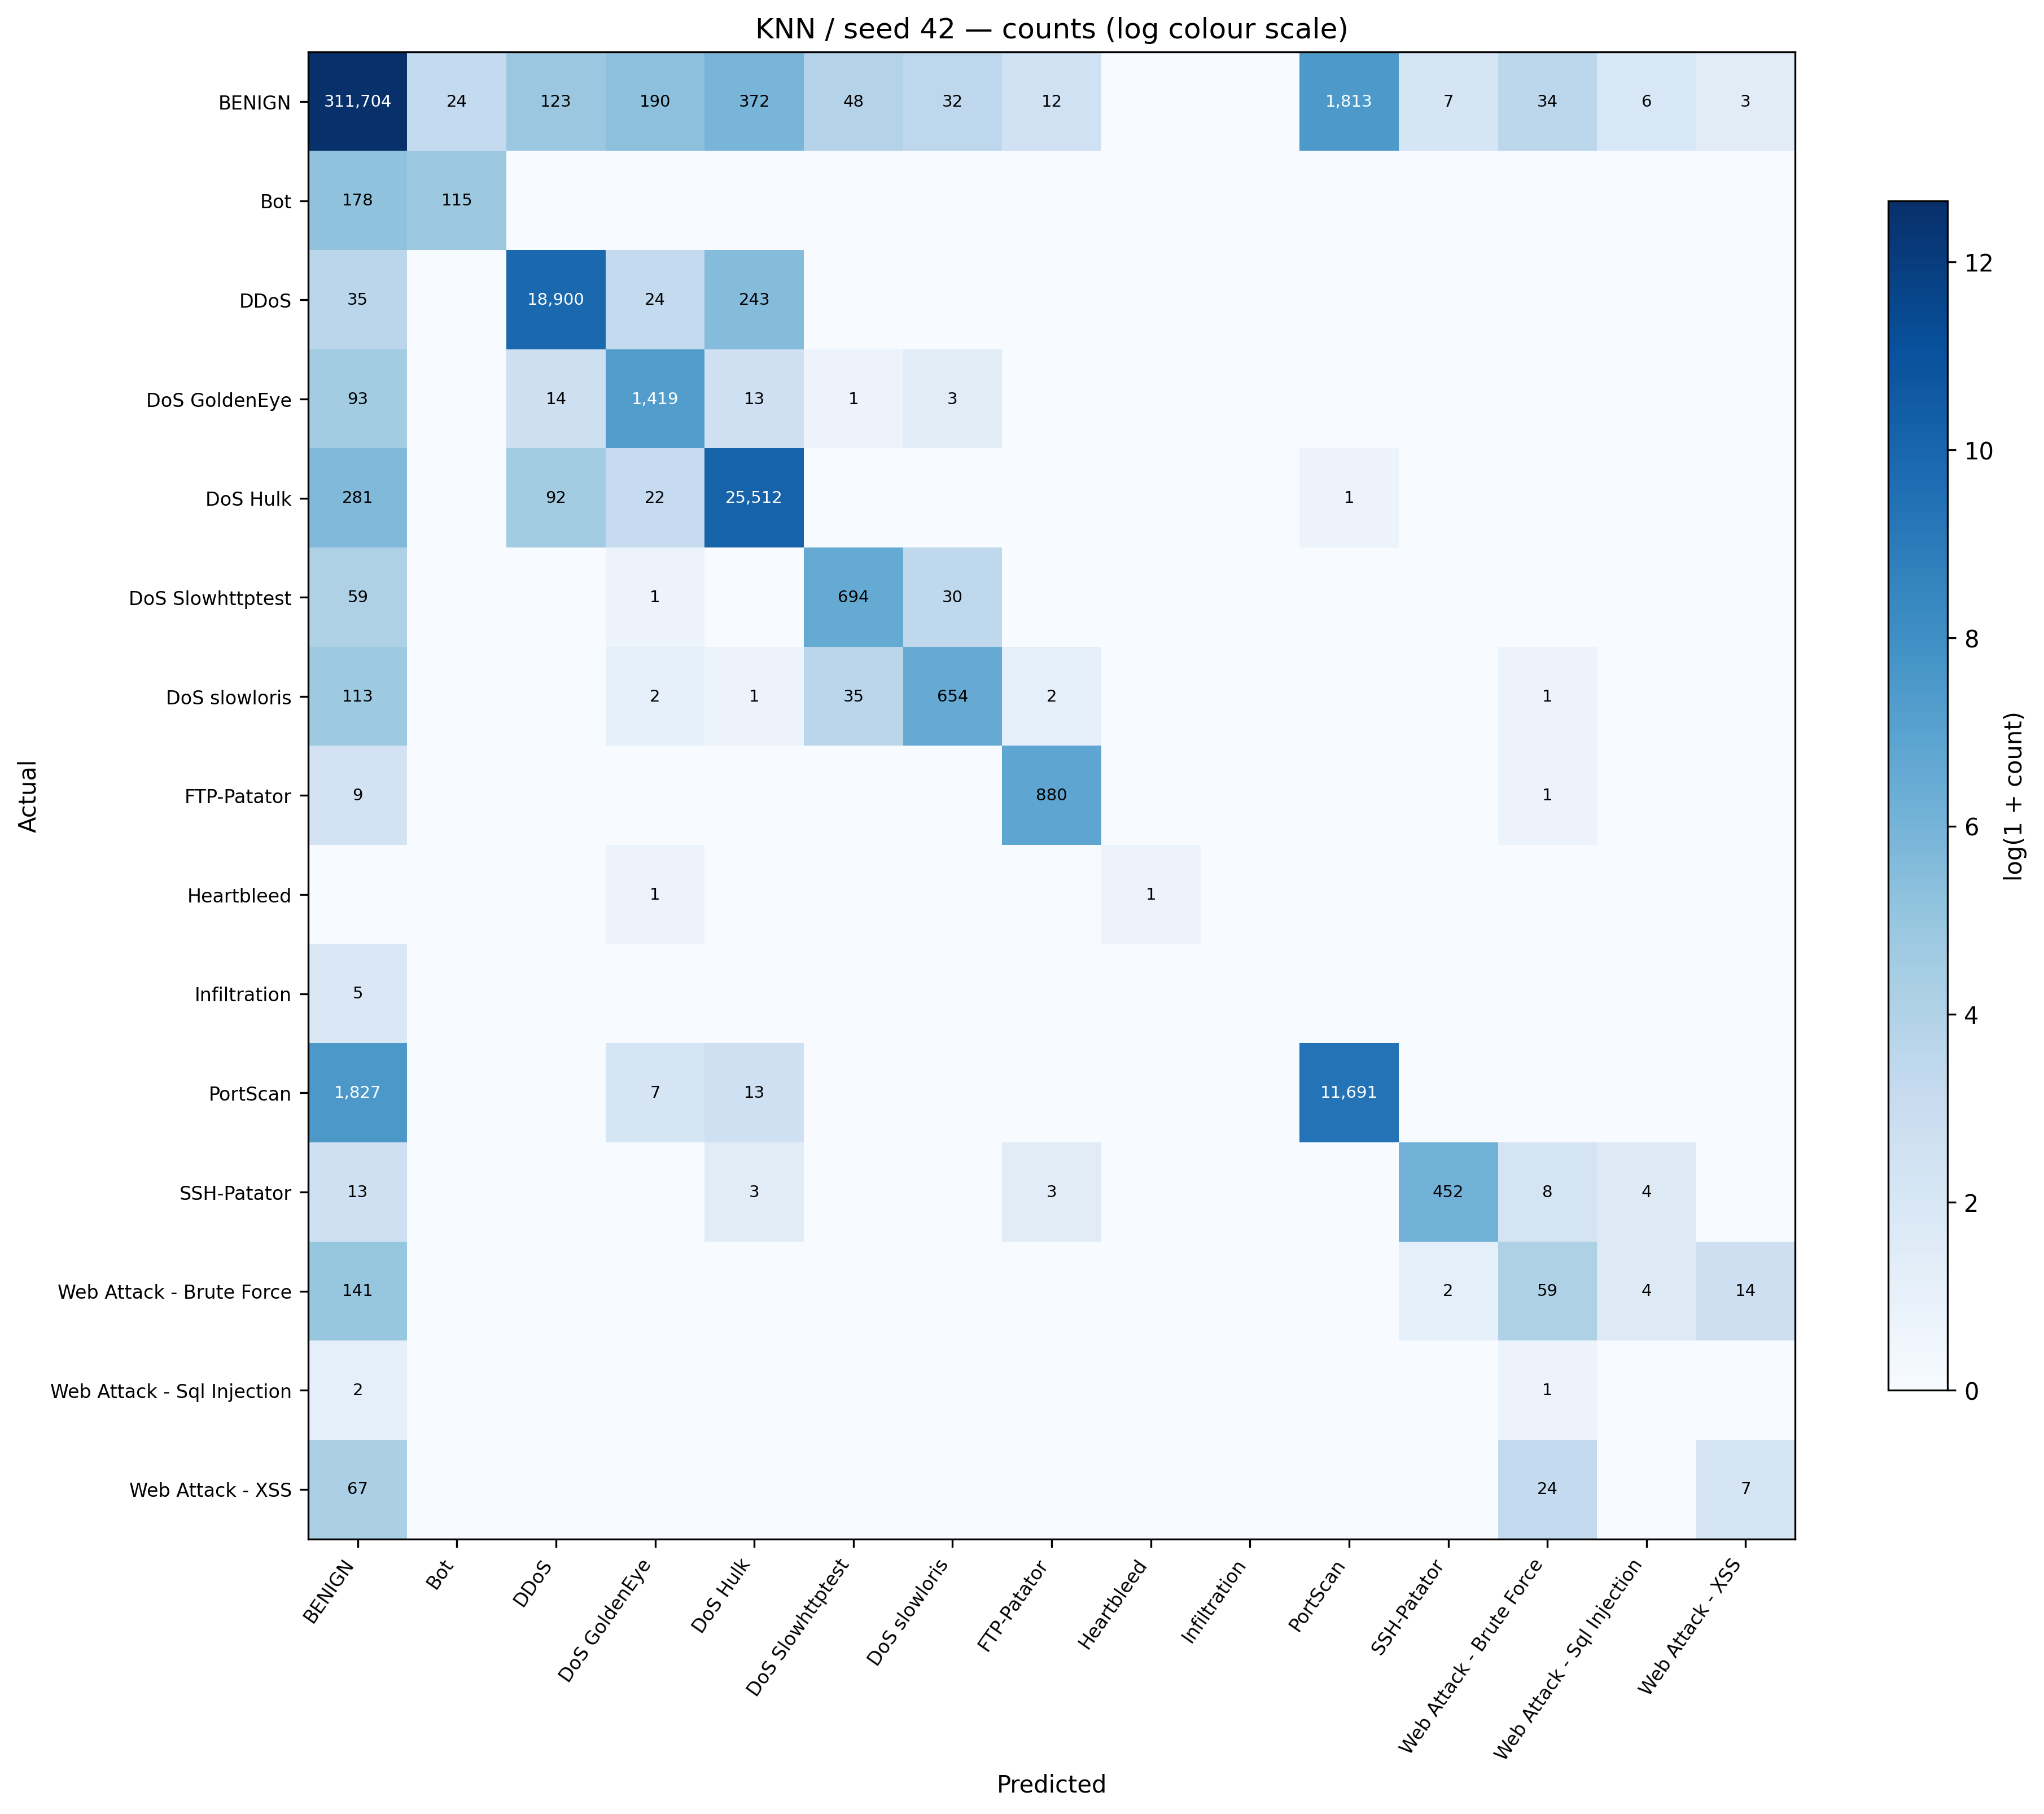 KNN / seed 42 — counts (log colour scale)
BENIGN 311,704 24 123 190 372 48 32 12 1,813 7 34 6 3
Bot 178 115
DDoS 35 18,900 24 243
DoS GoldenEye 93 14 1,419 13 1 3
DoS Hulk 281 92 22 25,512 1
DoS Slowhttptest 59 1 694 30
DoS slowloris 113 2 1 35 654 2 1
FTP-Patator 9 880 1
Heartbleed 1 1
Infiltration 5
PortScan 1,827 7 13 11,691
SSH-Patator 13 3 3 452 8 4
Web Attack - Brute Force 141 2 59 4 14
Web Attack - Sql Injection 2 1
Web Attack - XSS 67 24 7
Actual
BENIGN
Bot
DDoS
DoS GoldenEye
DoS Hulk
DoS Slowhttptest
DoS slowloris
FTP-Patator
Heartbleed
Infiltration
PortScan
SSH-Patator
Web Attack - Brute Force
Web Attack - Sql Injection
Web Attack - XSS
Predicted
12
10
8
6
4
2
0
log(1 + count)